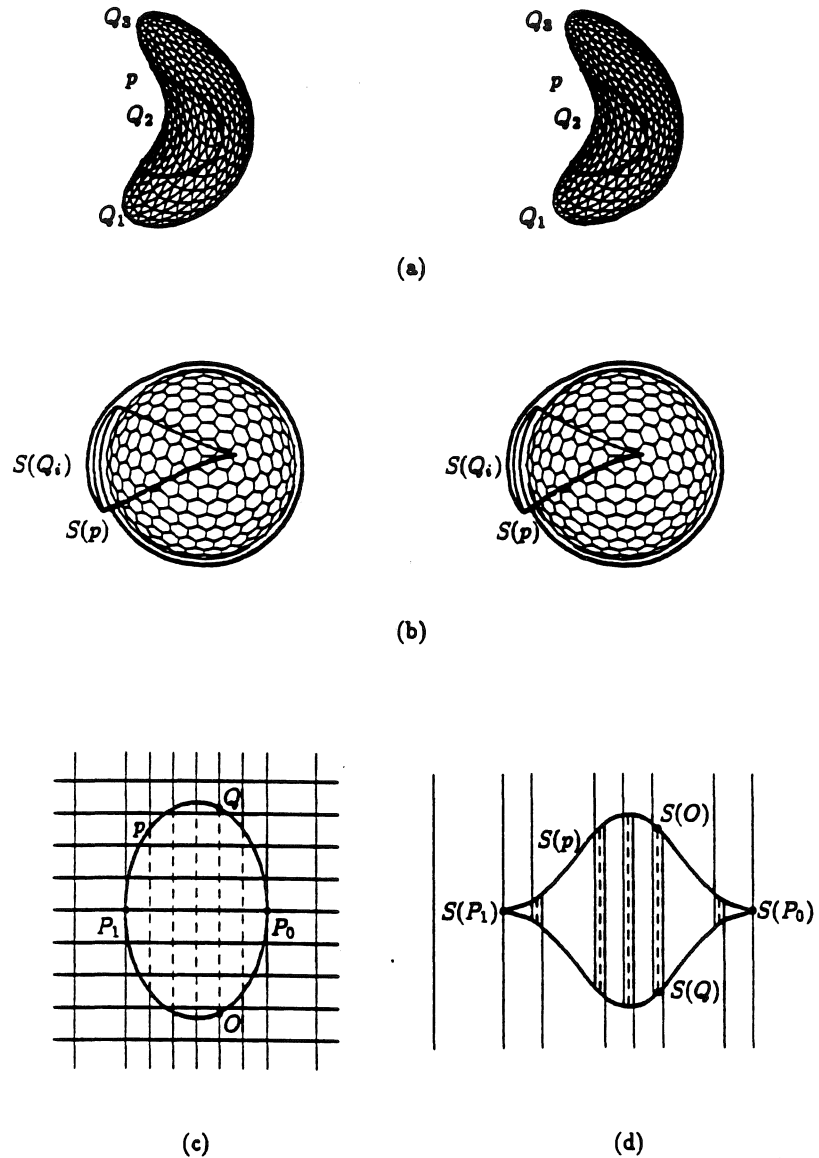 Q₃ Q₃
p p
Q₂ Q₂
Q₁ Q₁
(a)
S(Qᵢ) S(Qᵢ)
S(p) S(p)
(b)
Q
p
P₁ P₀
O
S(O)
S(p)
S(P₁) S(P₀)
S(Q)
(c) (d)